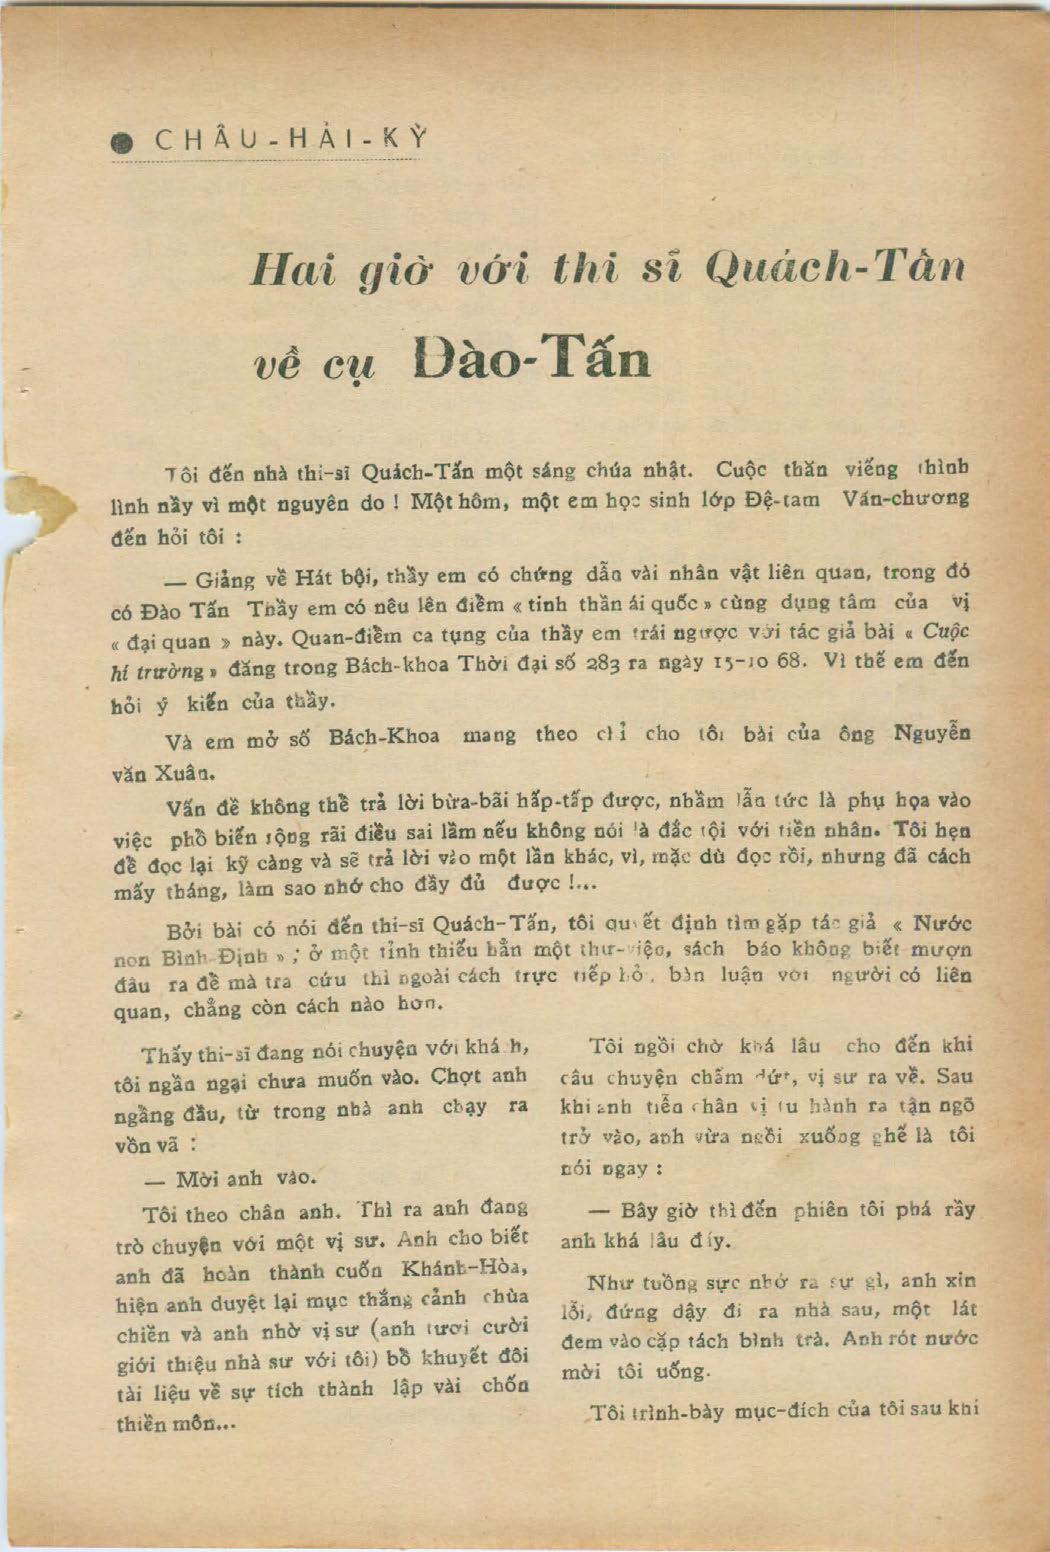 ● CHÂU-HẢI-KỲ
Hai giờ với thi sĩ Quách-Tấn
về cụ Đào-Tấn
Tôi đến nhà thi-sĩ Quách-Tấn một sáng chúa nhật. Cuộc thăn viếng thình
lình nầy vì một nguyên do ! Một hôm, một em học sinh lớp Đệ-tam Văn-chương
đến hỏi tôi :
— Giảng về Hát bội, thầy em có chứng dẫn vài nhân vật liên quan, trong đó
có Đào Tấn Thầy em có nêu lên điềm « tinh thần ái quốc » cùng dụng tâm của vị
« đại quan » này. Quan-điềm ca tụng của thầy em trái ngược với tác giả bài « Cuộc
hí trường » đăng trong Bách-khoa Thời đại số 283 ra ngày 15-10 68. Vì thế em đến
hỏi ý kiến của thầy.
Và em mở số Bách-Khoa mang theo chỉ cho tôi bài của ông Nguyễn
văn Xuân.
Vấn đề không thể trả lời bừa-bãi hấp-tấp được, nhầm lẫn tức là phụ họa vào
việc phồ biến rộng rãi điều sai lầm nếu không nói là đắc tội với tiền nhân. Tôi hẹn
đề đọc lại kỹ càng và sẽ trả lời vào một lần khác, vì, mặc dù đọc rồi, nhưng đã cách
mấy tháng, làm sao nhớ cho đầy đủ được !...
Bởi bài có nói đến thi-sĩ Quách-Tấn, tôi quyết định tìm gặp tác giả « Nước
non Bình-Định » ; ở một tỉnh thiếu hẳn một thư-viện, sách báo không biết mượn
đâu ra đề mà tra cứu thì ngoài cách trực tiếp hỏi, bàn luận với người có liên
quan, chẳng còn cách nào hơn.
Thấy thi-sĩ đang nói chuyện với khách,
tôi ngần ngại chưa muốn vào. Chợt anh
ngầng đầu, từ trong nhà anh chạy ra
vồn vã :
— Mời anh vào.
Tôi theo chân anh. Thì ra anh đang
trò chuyện với một vị sư. Anh cho biết
anh đã hoàn thành cuốn Khánh-Hòa,
hiện anh duyệt lại mục thắng cảnh chùa
chiền và anh nhờ vị sư (anh tươi cười
giới thiệu nhà sư với tôi) bồ khuyết đôi
tài liệu về sự tích thành lập vài chốn
thiền môn...
Tôi ngồi chờ khá lâu cho đến khi
câu chuyện chấm dứt, vị sư ra về. Sau
khi anh tiễn chân vị tu hành ra tận ngõ
trở vào, anh vừa ngồi xuống ghế là tôi
nói ngay :
— Bây giờ thì đến phiên tôi phá rầy
anh khá lâu đấy.
Như tuồng sực nhớ ra sự gì, anh xin
lỗi, đứng dậy đi ra nhà sau, một lát
đem vào cặp tách bình trà. Anh rót nước
mời tôi uống.
Tôi trình-bày mục-đích của tôi sau khi